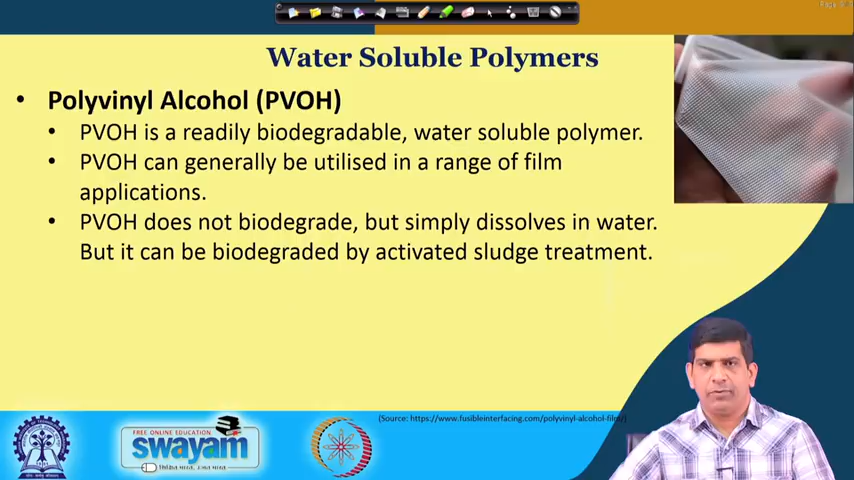 Water Soluble Polymers
• Polyvinyl Alcohol (PVOH)
• PVOH is a readily biodegradable, water soluble polymer.
• PVOH can generally be utilised in a range of film
applications.
• PVOH does not biodegrade, but simply dissolves in water.
But it can be biodegraded by activated sludge treatment.
(Source: https://www.fusibleinterfacing.com/polyvinyl-alcohol-film/)
FREE ONLINE EDUCATION
swayam